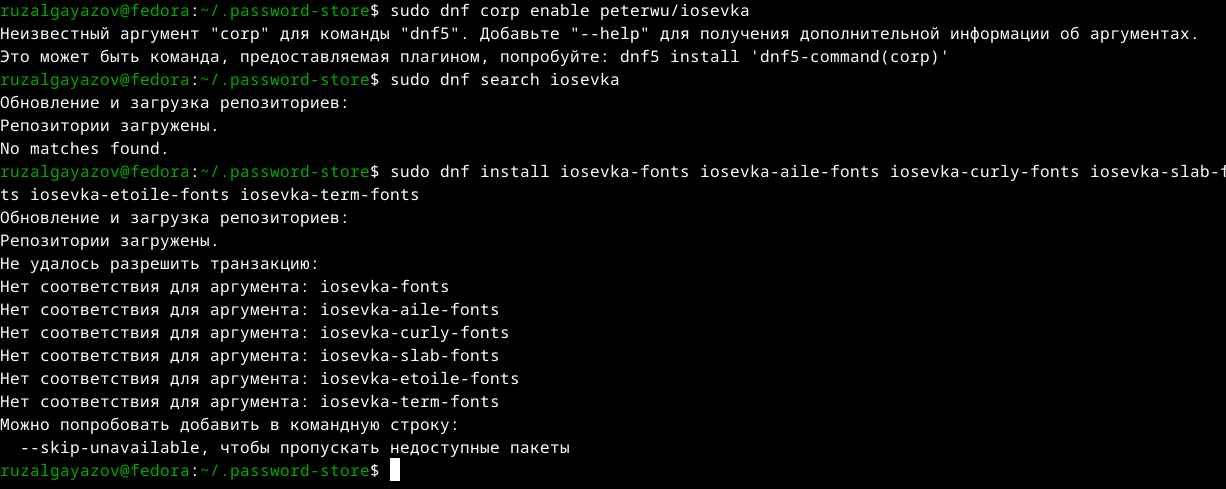 ruzalgayazov@fedora:~/.password-store$ sudo dnf corp enable peterwu/iosevka
Неизвестный аргумент "corp" для команды "dnf5". Добавьте "--help" для получения дополнительной информации об аргументах.
Это может быть команда, предоставляемая плагином, попробуйте: dnf5 install 'dnf5-command(corp)'
ruzalgayazov@fedora:~/.password-store$ sudo dnf search iosevka
Обновление и загрузка репозиториев:
Репозитории загружены.
No matches found.
ruzalgayazov@fedora:~/.password-store$ sudo dnf install iosevka-fonts iosevka-aile-fonts iosevka-curly-fonts iosevka-slab-f
ts iosevka-etoile-fonts iosevka-term-fonts
Обновление и загрузка репозиториев:
Репозитории загружены.
Не удалось разрешить транзакцию:
Нет соответствия для аргумента: iosevka-fonts
Нет соответствия для аргумента: iosevka-aile-fonts
Нет соответствия для аргумента: iosevka-curly-fonts
Нет соответствия для аргумента: iosevka-slab-fonts
Нет соответствия для аргумента: iosevka-etoile-fonts
Нет соответствия для аргумента: iosevka-term-fonts
Можно попробовать добавить в командную строку:
  --skip-unavailable, чтобы пропускать недоступные пакеты
ruzalgayazov@fedora:~/.password-store$